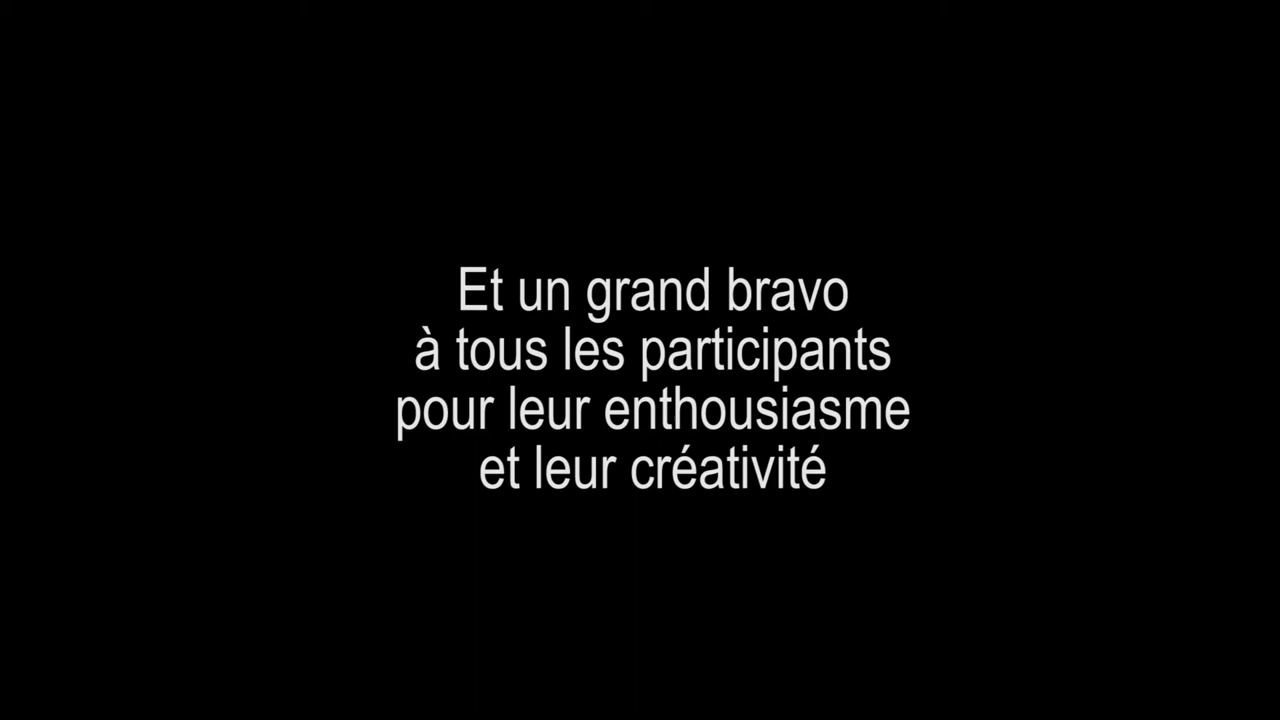 Et un grand bravo
à tous les participants
pour leur enthousiasme
et leur créativité